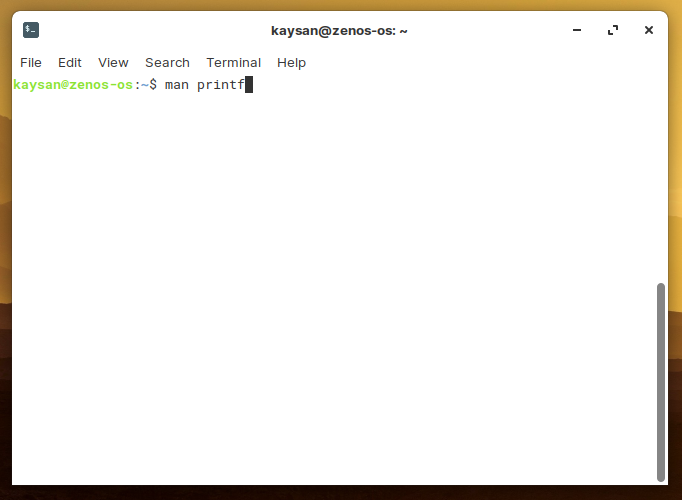 kaysan@zenos-os: ~
File Edit View Search Terminal Help
kaysan@zenos-os:~$ man printf